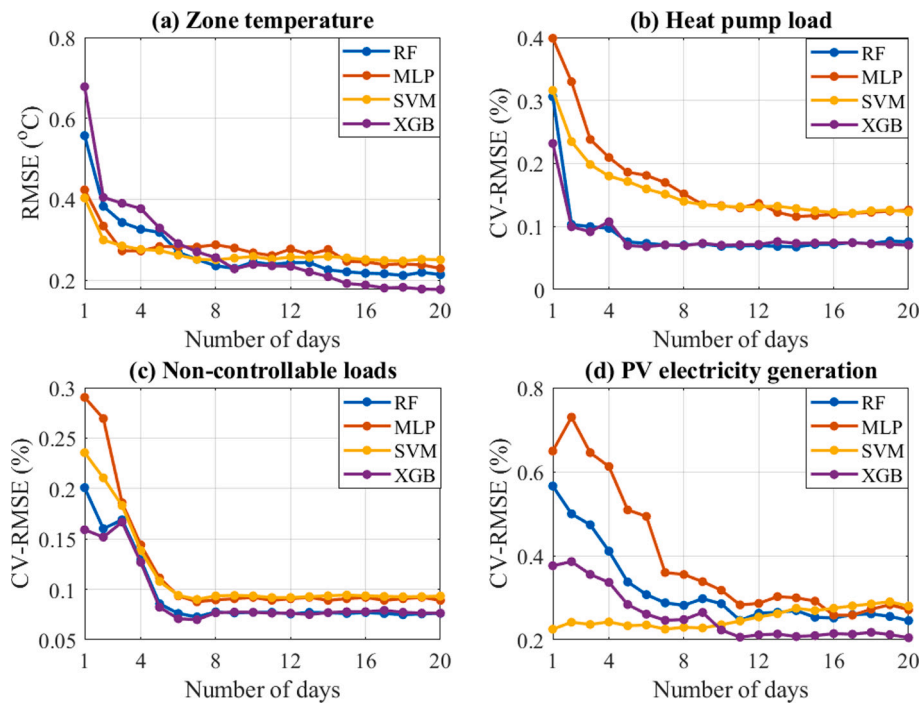 (a) Zone temperature
RMSE (°C)
0.8
0.6
0.4
0.2
1 4 8 12 16 20
Number of days
RF
MLP
SVM
XGB
(b) Heat pump load
CV-RMSE (%)
0.4
0.3
0.2
0.1
0
1 4 8 12 16 20
Number of days
RF
MLP
SVM
XGB
(c) Non-controllable loads
CV-RMSE (%)
0.3
0.25
0.2
0.15
0.1
0.05
1 4 8 12 16 20
Number of days
RF
MLP
SVM
XGB
(d) PV electricity generation
CV-RMSE (%)
0.8
0.6
0.4
0.2
1 4 8 12 16 20
Number of days
RF
MLP
SVM
XGB